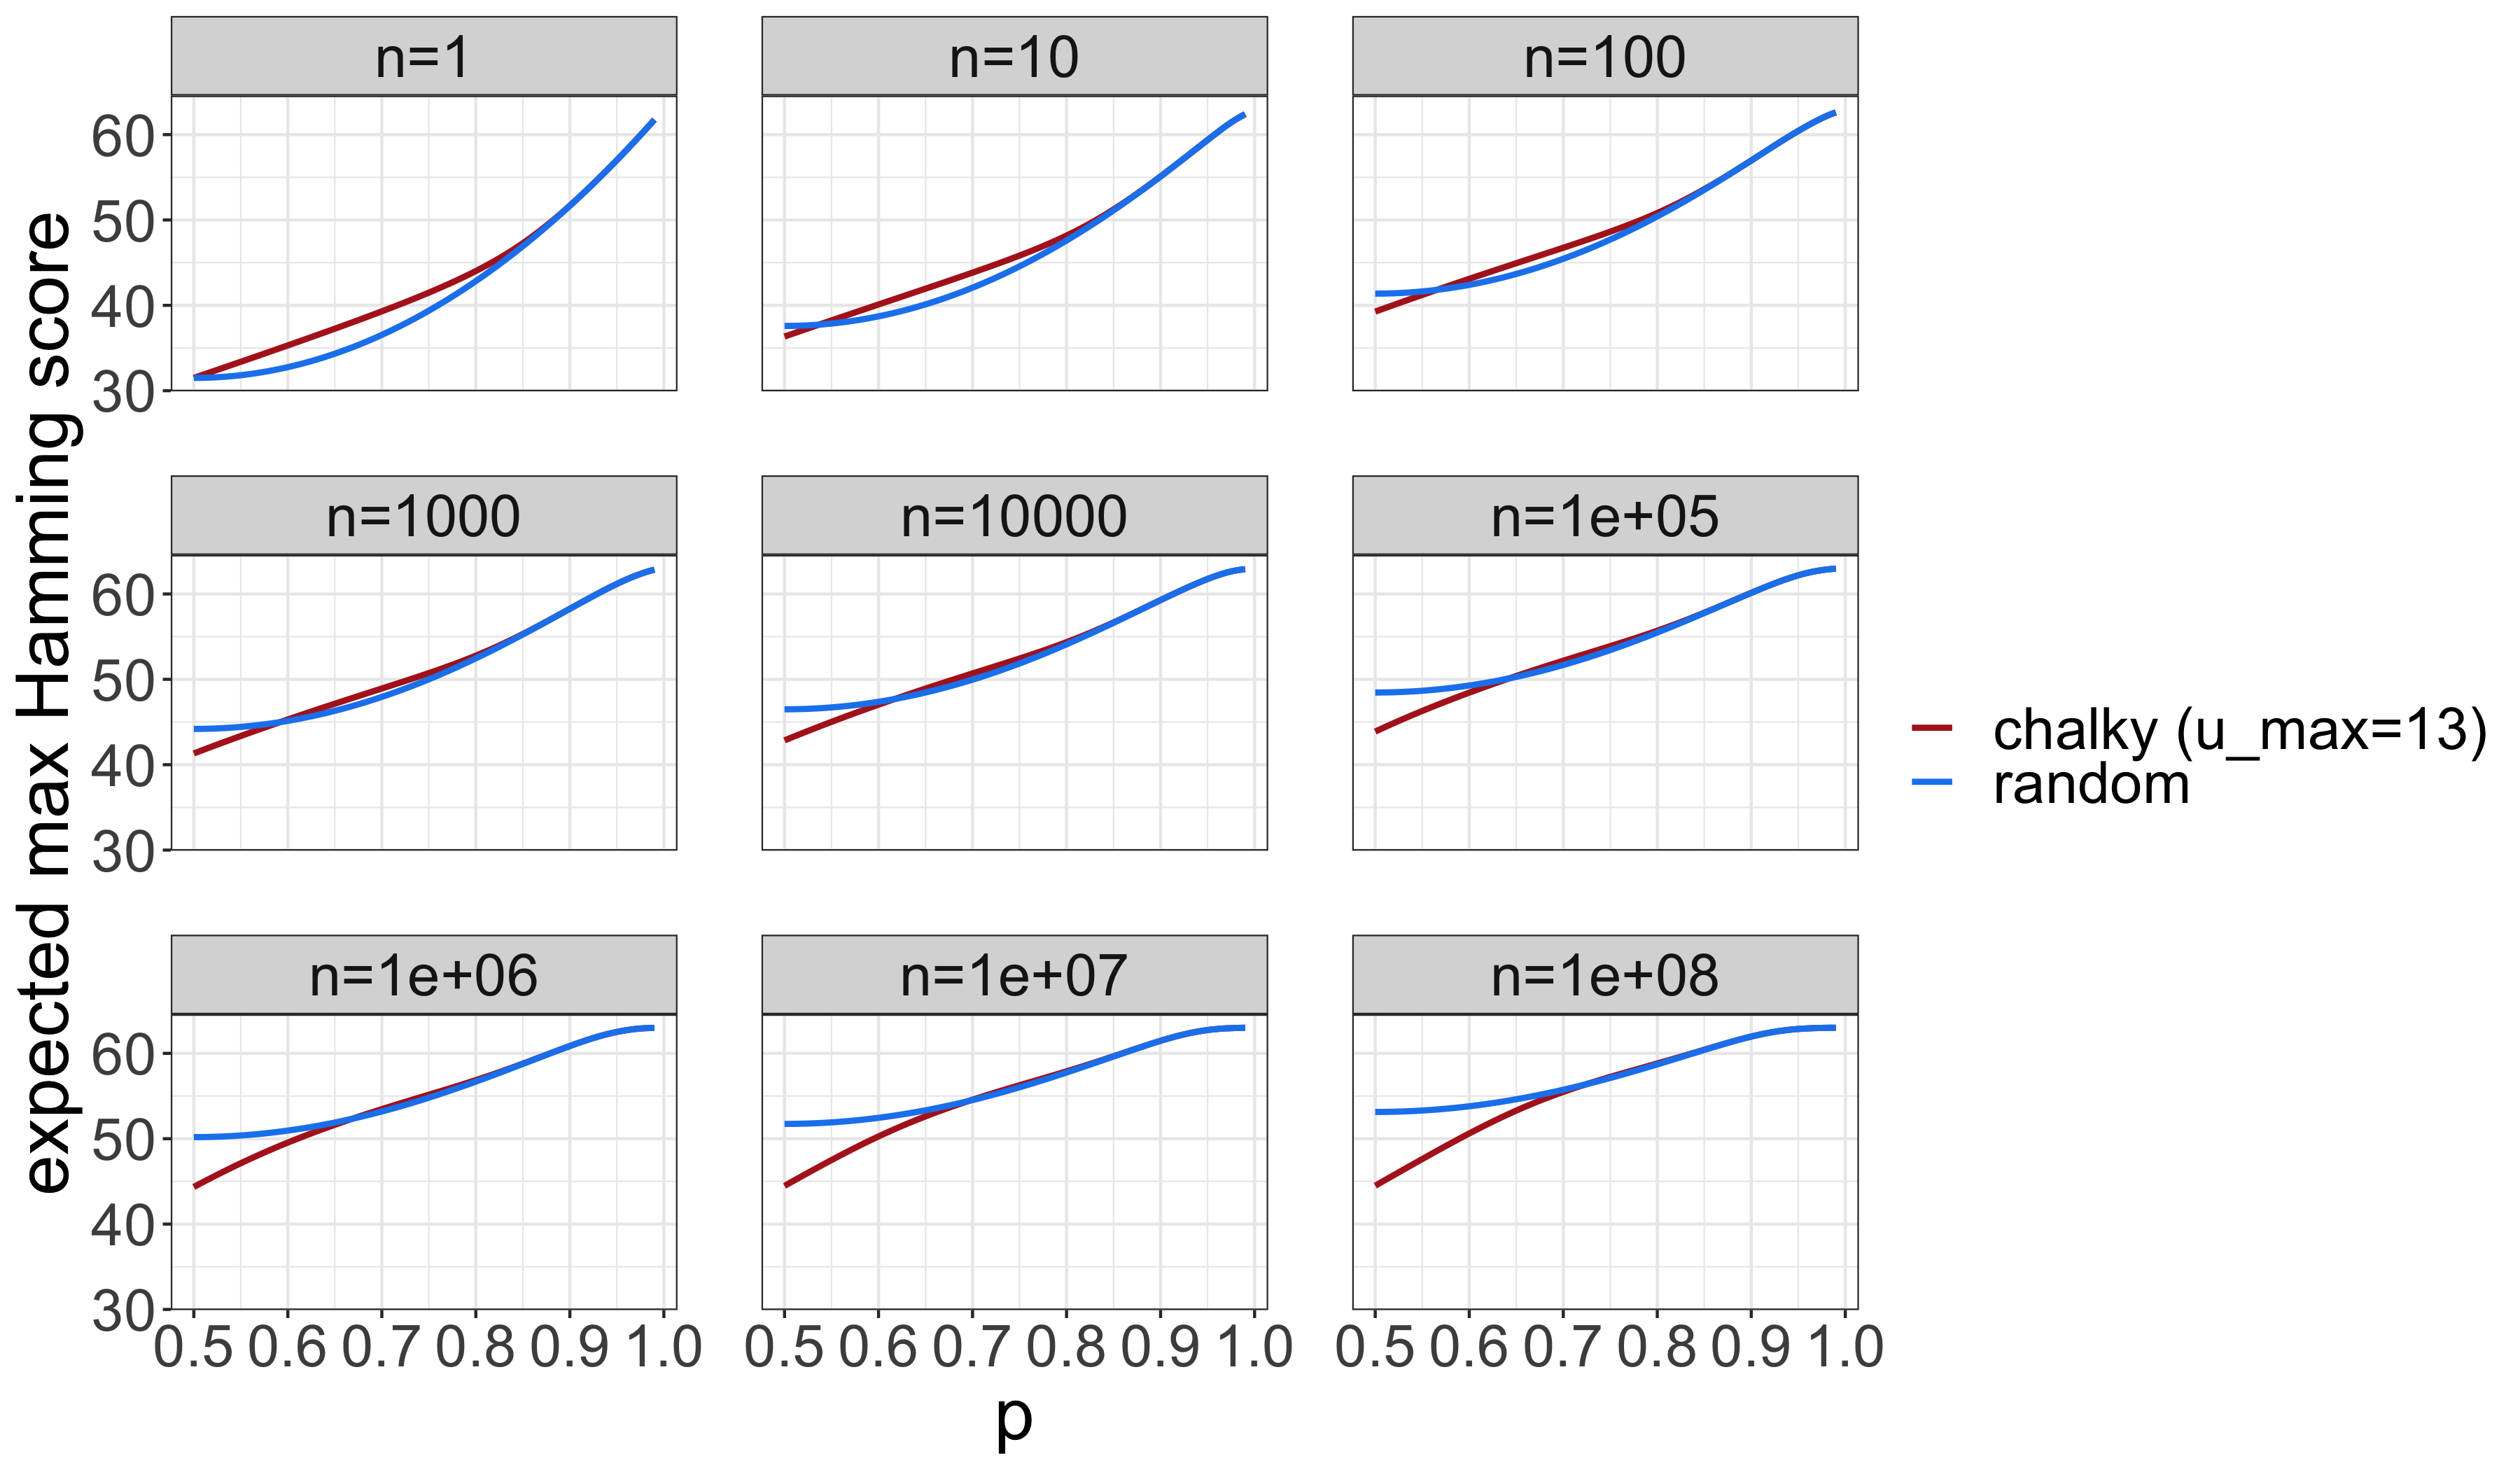 n=1
n=10
n=100
60
50
40
30
n=1000
n=10000
n=1e+05
60
50
40
30
n=1e+06
n=1e+07
n=1e+08
60
50
40
30
0.5 0.6 0.7 0.8 0.9 1.0
0.5 0.6 0.7 0.8 0.9 1.0
0.5 0.6 0.7 0.8 0.9 1.0
p
expected max Hamming score
chalky (u_max=13)
random